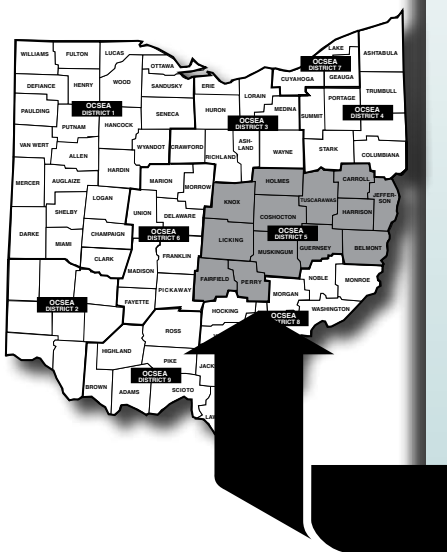 WILLIAMS
FULTON
LUCAS
OTTAWA
LAKE
ASHTABULA
OCSEA
DISTRICT 7
GEAUGA
CUYAHOGA
DEFIANCE
HENRY
WOOD
SANDUSKY
ERIE
LORAIN
TRUMBULL
PORTAGE
OCSEA
DISTRICT 4
MEDINA
SUMMIT
PAULDING
OCSEA
DISTRICT 1
PUTNAM
HANCOCK
SENECA
HURON
OCSEA
DISTRICT 3
VAN WERT
ALLEN
WYANDOT
CRAWFORD
RICHLAND
ASH-
LAND
WAYNE
STARK
COLUMBIANA
HARDIN
MERCER
AUGLAIZE
MARION
MORROW
HOLMES
CARROLL
JEFFER-
SON
LOGAN
KNOX
TUSCARAWAS
HARRISON
SHELBY
UNION
DELAWARE
COSHOCTON
DARKE
MIAMI
CHAMPAIGN
OCSEA
DISTRICT 6
LICKING
OCSEA
DISTRICT 5
MUSKINGUM
GUERNSEY
BELMONT
CLARK
FRANKLIN
MADISON
FAIRFIELD
PERRY
NOBLE
MONROE
PICKAWAY
MORGAN
OCSEA
DISTRICT 2
FAYETTE
HOCKING
WASHINGTON
OCSEA
DISTRICT 8
ROSS
HIGHLAND
PIKE
JACK
OCSEA
DISTRICT 9
BROWN
ADAMS
SCIOTO